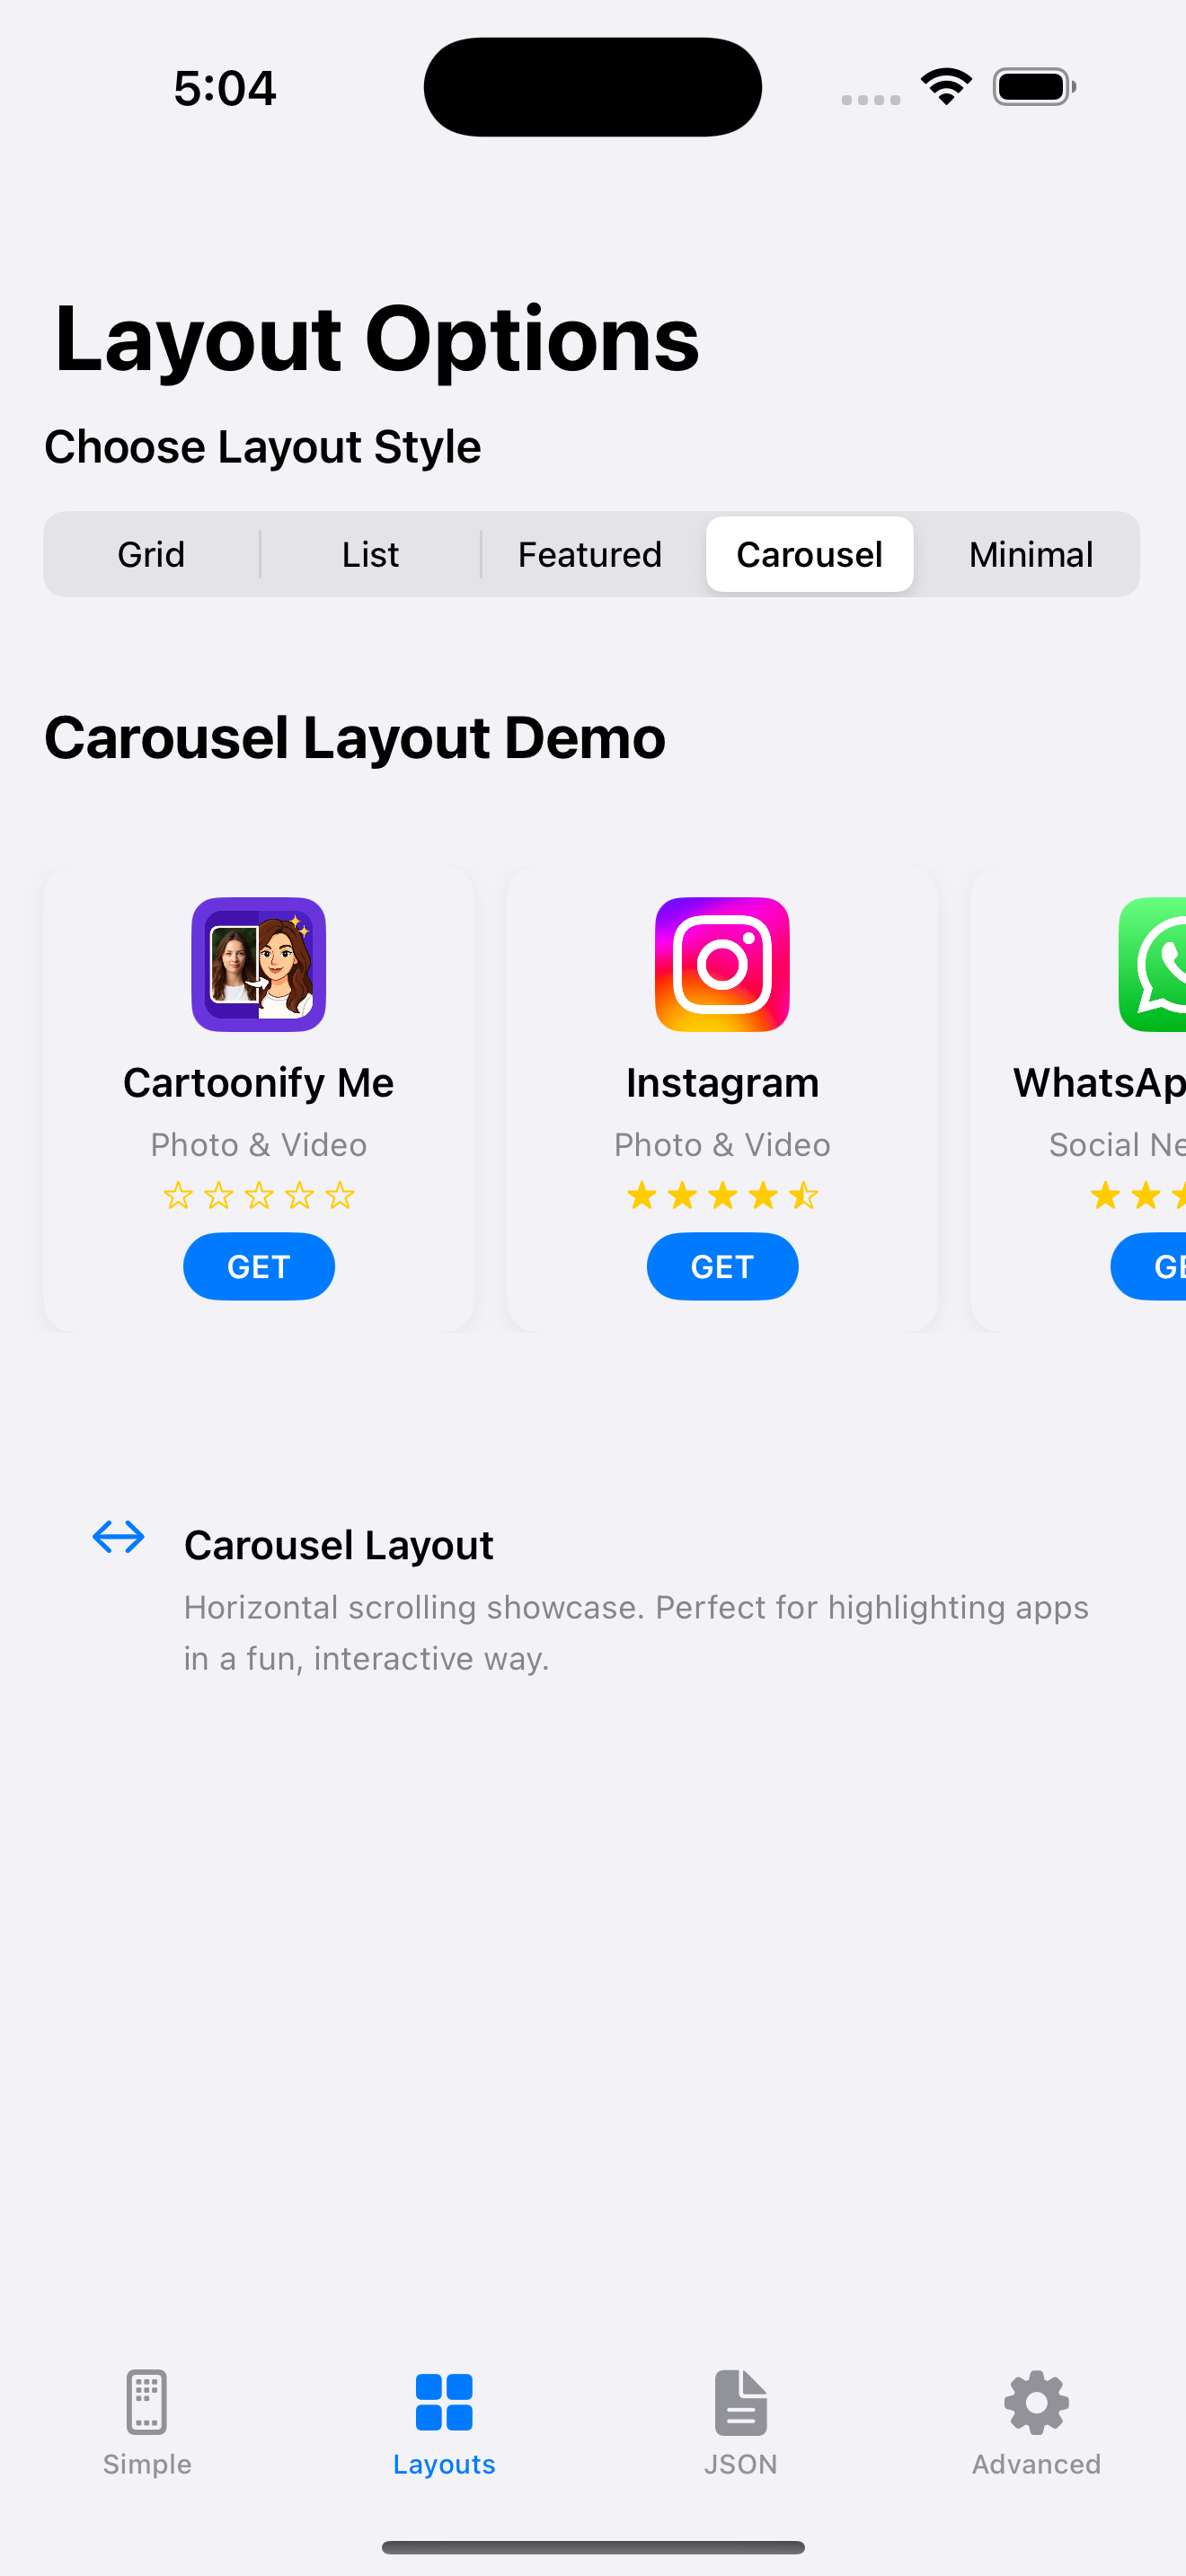 5:04
Layout Options
Choose Layout Style
Grid List Featured Carousel Minimal
Carousel Layout Demo
Cartoonify Me Instagram WhatsAp
Photo & Video Photo & Video Social Ne
GET GET GE
Carousel Layout
Horizontal scrolling showcase. Perfect for highlighting apps
in a fun, interactive way.
Simple Layouts JSON Advanced